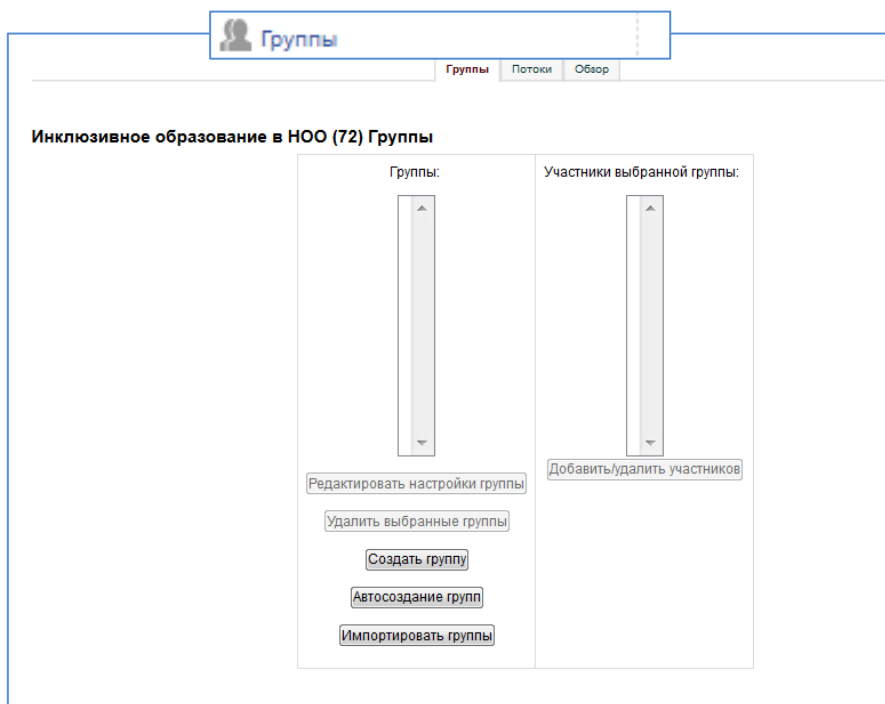 Группы
Группы Потоки Обзор
Инклюзивное образование в НОО (72) Группы
Группы:
Участники выбранной группы:
Редактировать настройки группы
Добавить/удалить участников
Удалить выбранные группы
Создать группу
Автосоздание групп
Импортировать группы